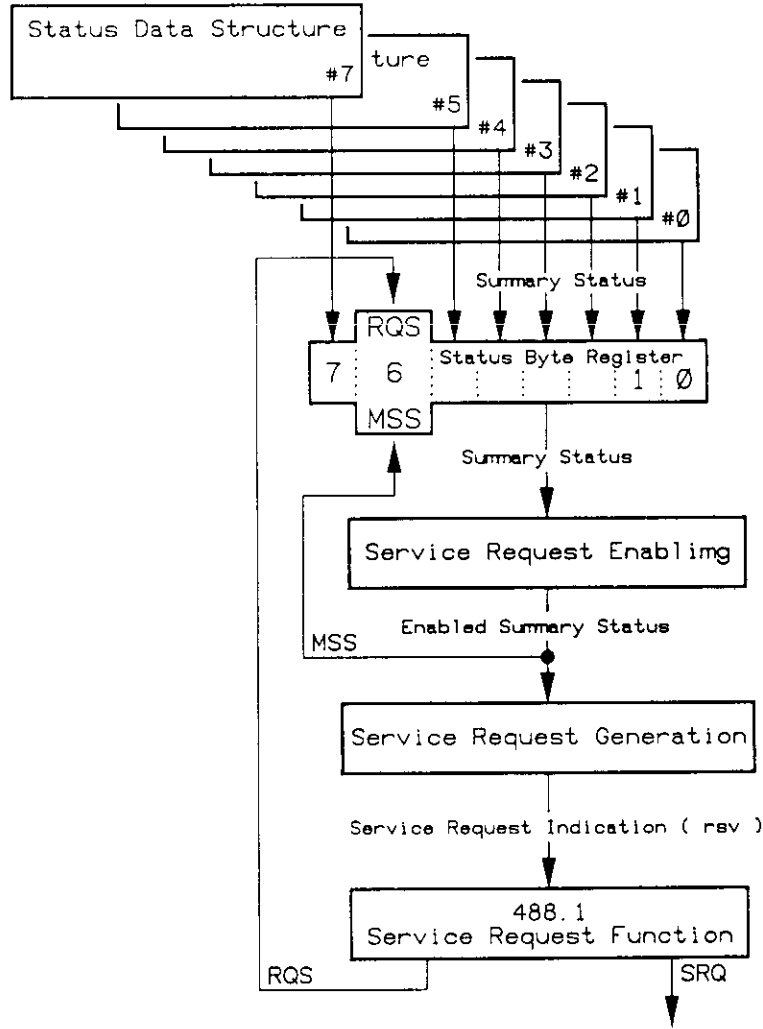 Status Data Structure
#7
ture
#5
#4
#3
#2
#1
#0
Summary Status
RQS
Status Byte Register
7 6 1 0
MSS
Summary Status
Service Request Enablimg
Enabled Summary Status
MSS
Service Request Generation
Service Request Indication ( rsv )
488.1
Service Request Function
RQS
SRQ